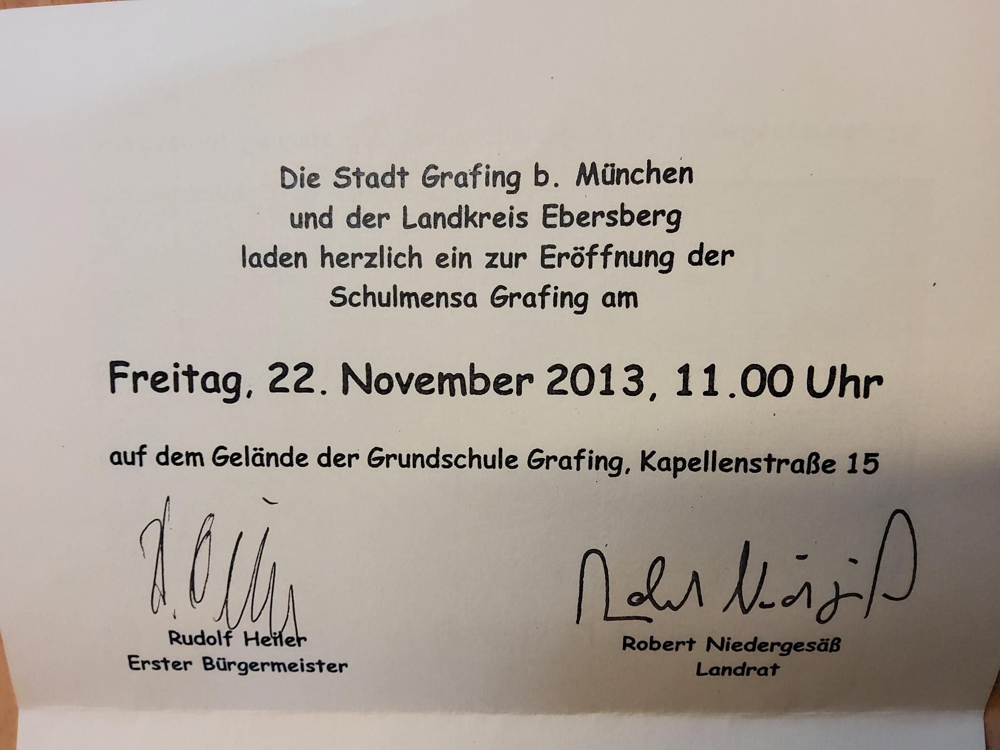 Die Stadt Grafing b. München
und der Landkreis Ebersberg
laden herzlich ein zur Eröffnung der
Schulmensa Grafing am
Freitag, 22. November 2013, 11.00 Uhr
auf dem Gelände der Grundschule Grafing, Kapellenstraße 15
Rudolf Heiler
Erster Bürgermeister
Robert Niedergesäß
Landrat